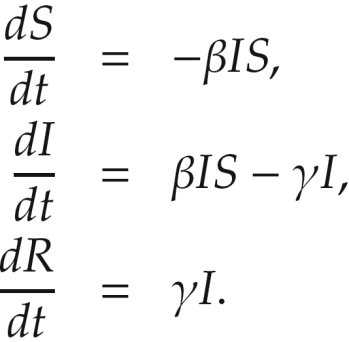 dS/dt = −βIS,
dI/dt = βIS − γI,
dR/dt = γI.